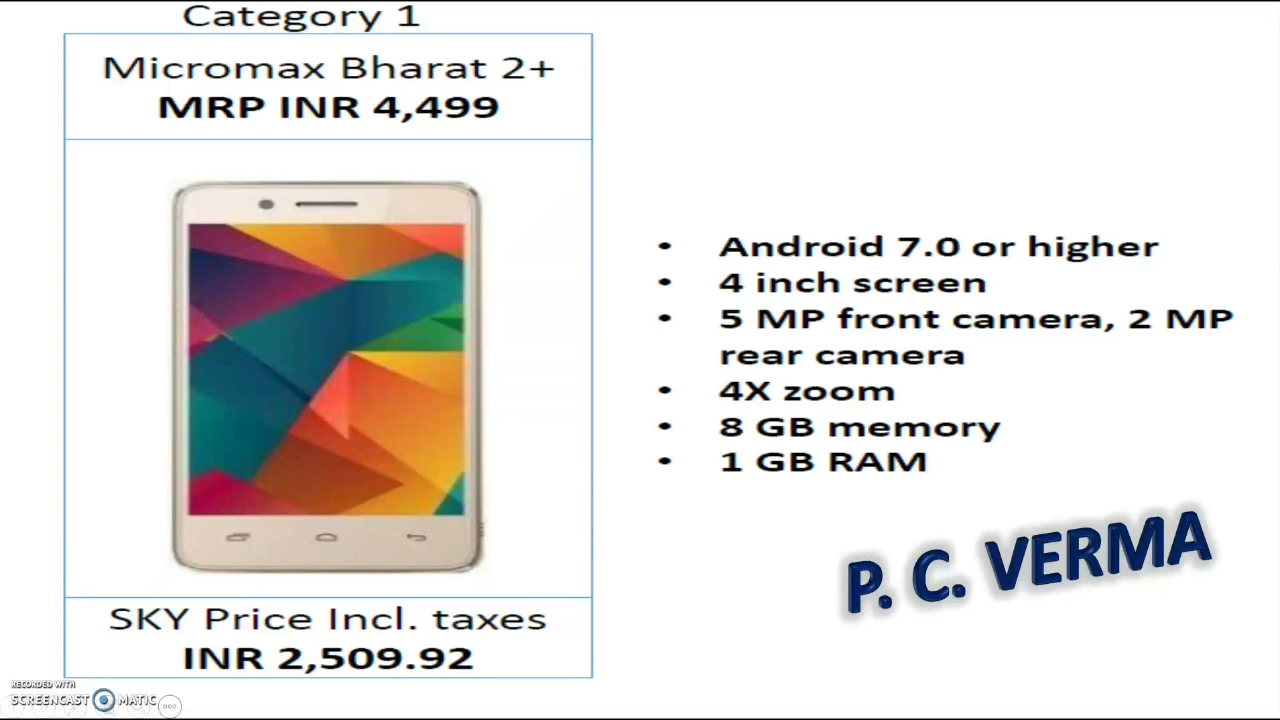 Category 1
Micromax Bharat 2+
MRP INR 4,499
• Android 7.0 or higher
• 4 inch screen
• 5 MP front camera, 2 MP
rear camera
• 4X zoom
• 8 GB memory
• 1 GB RAM
P. C. VERMA
SKY Price Incl. taxes
INR 2,509.92
RECORDED WITH
SCREENCAST MATIC